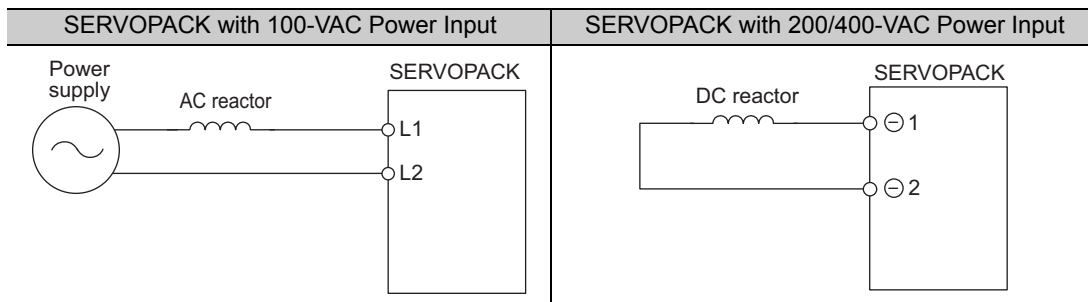 SERVOPACK with 100-VAC Power Input
SERVOPACK with 200/400-VAC Power Input
Power
supply
AC reactor
SERVOPACK
L1
L2
DC reactor
SERVOPACK
⊖ 1
⊖ 2